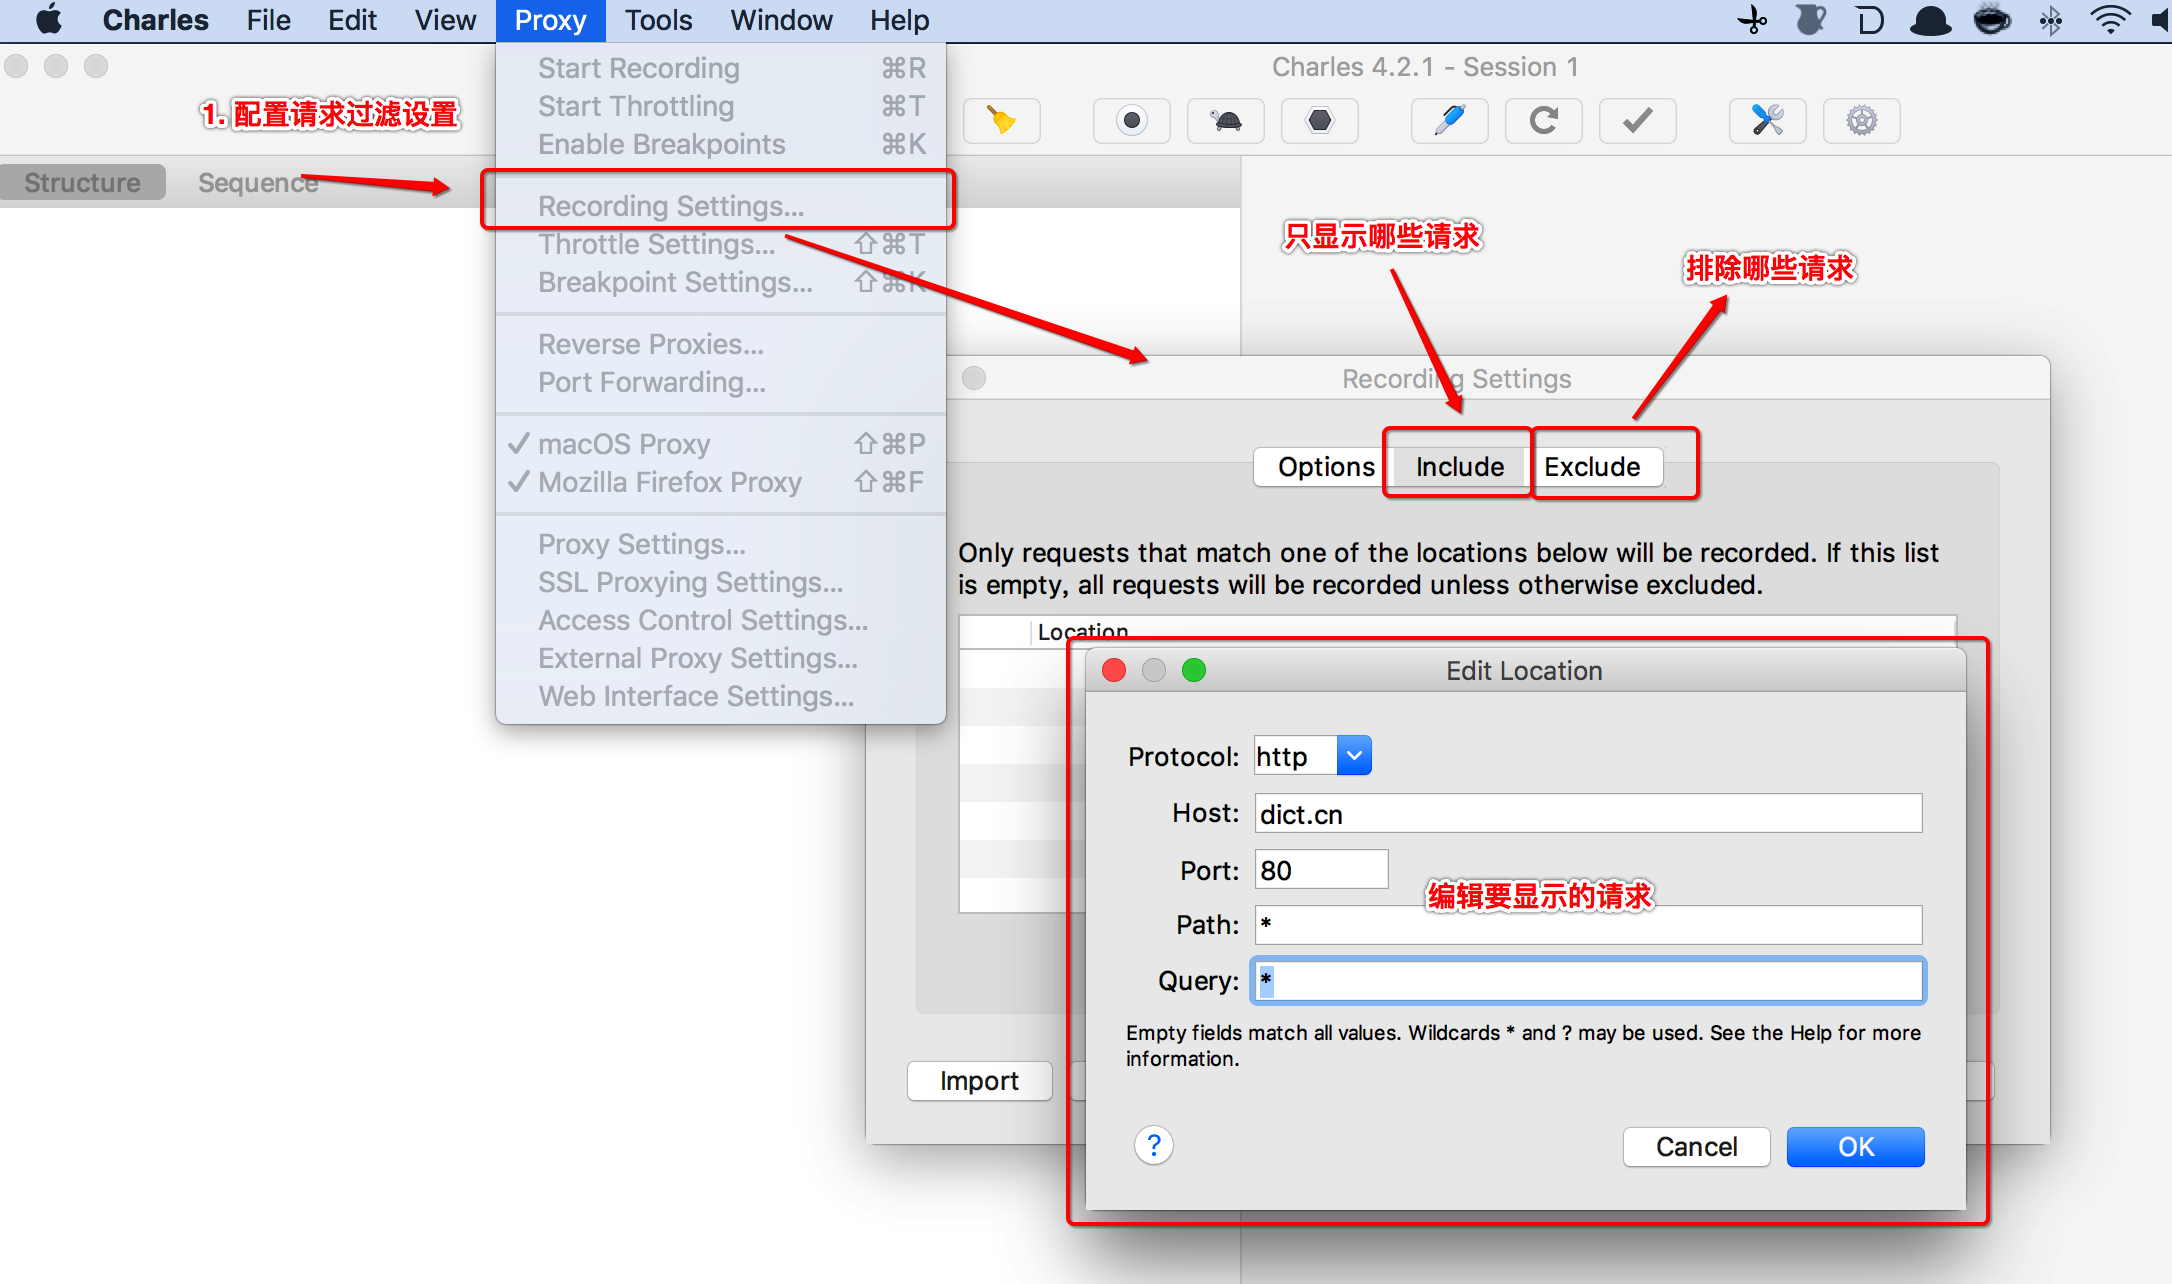 Charles File Edit View Proxy Tools Window Help
Charles 4.2.1 - Session 1
1. 配置请求过滤设置
Structure Sequence
Start Recording ⌘R
Start Throttling ⌘T
Enable Breakpoints ⌘K
Recording Settings...
Throttle Settings... ⇧⌘T
Breakpoint Settings... ⇧⌘K
Reverse Proxies...
Port Forwarding...
✓ macOS Proxy ⇧⌘P
✓ Mozilla Firefox Proxy ⇧⌘F
Proxy Settings...
SSL Proxying Settings...
Access Control Settings...
External Proxy Settings...
Web Interface Settings...
只显示哪些请求
排除哪些请求
Recording Settings
Options Include Exclude
Only requests that match one of the locations below will be recorded. If this list
is empty, all requests will be recorded unless otherwise excluded.
Location
Edit Location
Protocol: http
Host: dict.cn
Port: 80
编辑要显示的请求
Path: *
Query: *
Empty fields match all values. Wildcards * and ? may be used. See the Help for more
information.
Import
? Cancel OK